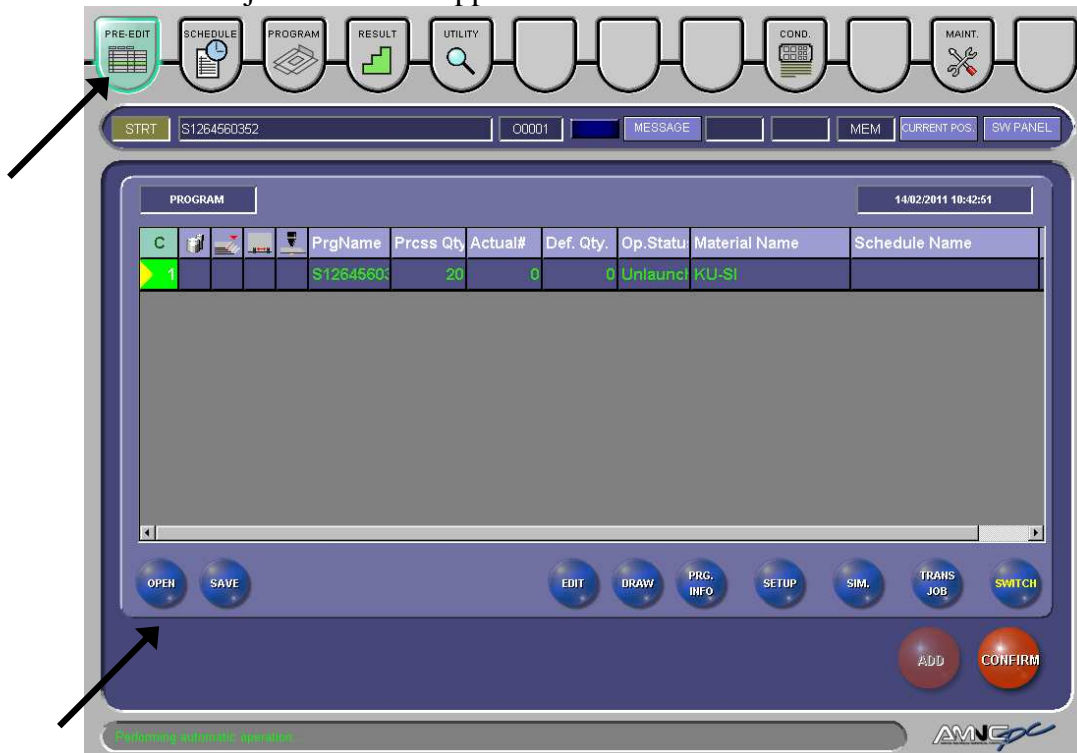 PRE-EDIT SCHEDULE PROGRAM RESULT UTILITY COND. MAINT.
STRT S1264560352 O0001 MESSAGE MEM CURRENT POS. SW PANEL
PROGRAM 14/02/2011 10:42:51
C PrgName Prcss Qty Actual# Def. Qty. Op.Statu Material Name Schedule Name
1 S12645603 20 0 0 Unlaunch KU-SI
OPEN SAVE EDIT DRAW PRG. INFO SETUP SIM. TRANS JOB SWITCH
ADD CONFIRM
Performing automatic operation.
AMNC PC